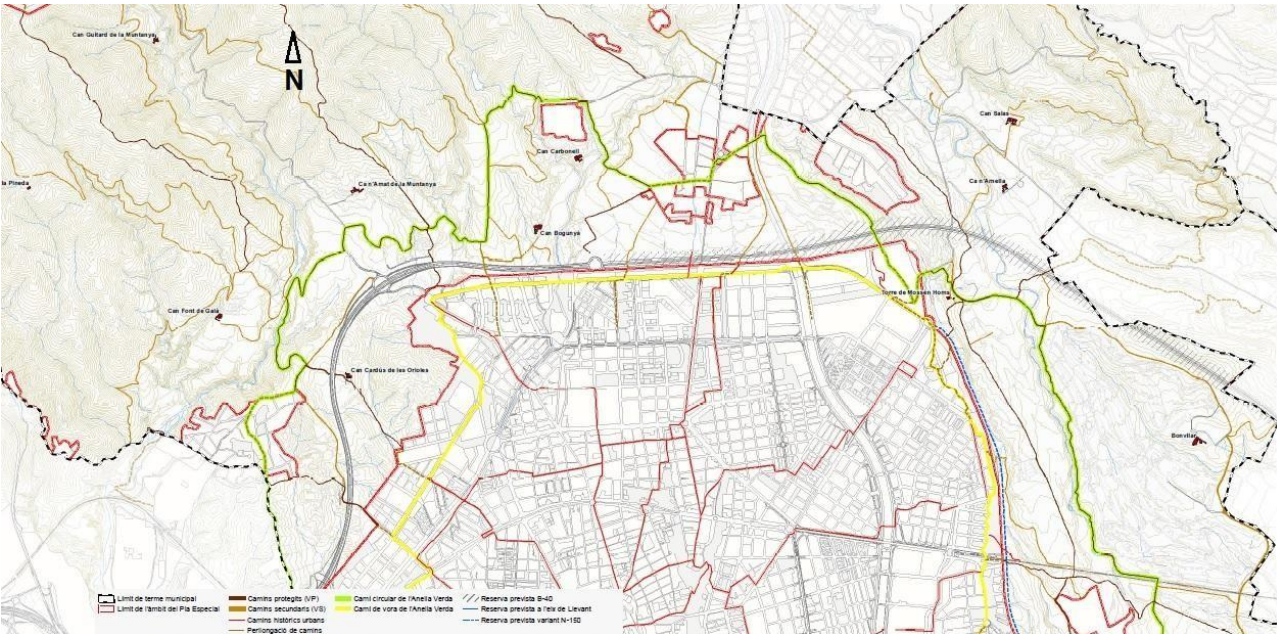 Can Guitard de la Muntanya
N
Can Salas
Can Carbonell
la Pineda
Ca n'Amat de la Muntanya
Ca n'Amella
Can Bogunyà
Torre de Mossèn Homs
Can Font de Gaià
Can Cardús de les Orioles
Bonvilar
Límit de terme municipal
Límit de l'àmbit del Pla Especial
Camins protegits (VP)
Camins secundaris (VS)
Camins històrics urbans
Perllongació de camins
Camí circular de l'Anella Verda
Camí de vora de l'Anella Verda
Reserva prevista B-40
Reserva prevista a l'eix de Llevant
Reserva prevista variant N-150